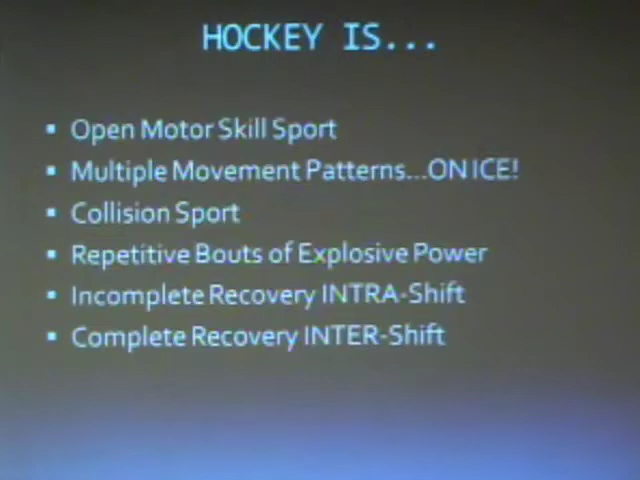 HOCKEY IS...
▪ Open Motor Skill Sport
▪ Multiple Movement Patterns...ON ICE!
▪ Collision Sport
▪ Repetitive Bouts of Explosive Power
▪ Incomplete Recovery INTRA-Shift
▪ Complete Recovery INTER-Shift